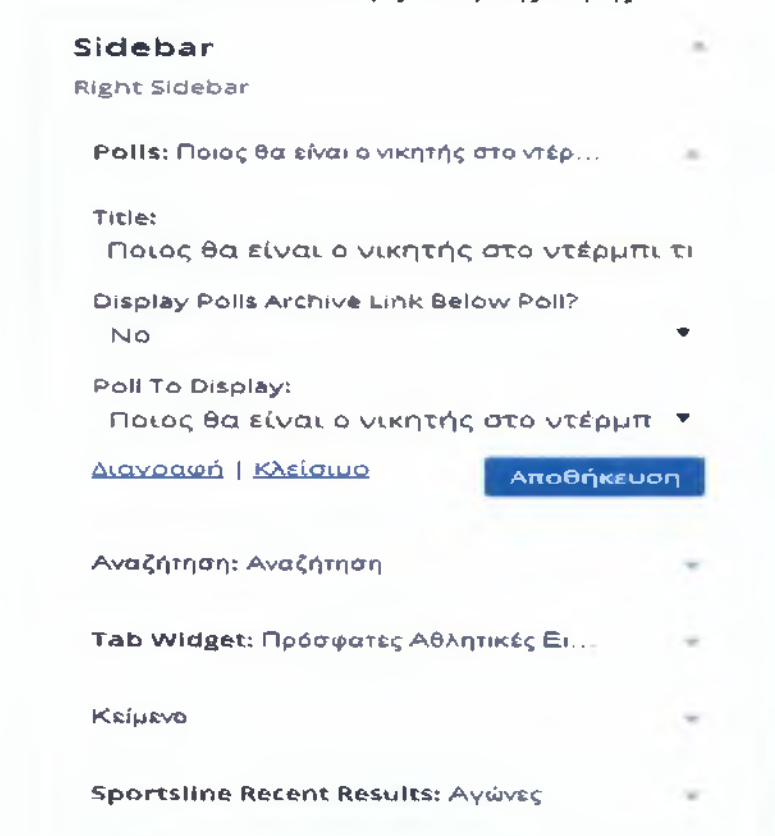 Sidebar
Right Sidebar
Polls: Ποιος θα είναι ο νικητής στο ντέρ...
Title:
Ποιος θα είναι ο νικητής στο ντέρμπι τι
Display Polls Archive Link Below Poll?
No
Poll To Display:
Ποιος θα είναι ο νικητής στο ντέρμπ
Διαγραφή | Κλείσιμο
Αποθήκευση
Αναζήτηση: Αναζήτηση
Tab Widget: Πρόσφατες Αθλητικές Ει...
Κείμενο
Sportsline Recent Results: Αγώνες